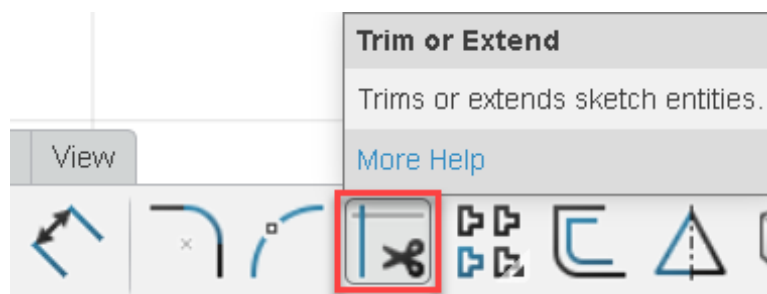 Trim or Extend
Trims or extends sketch entities.
More Help
View